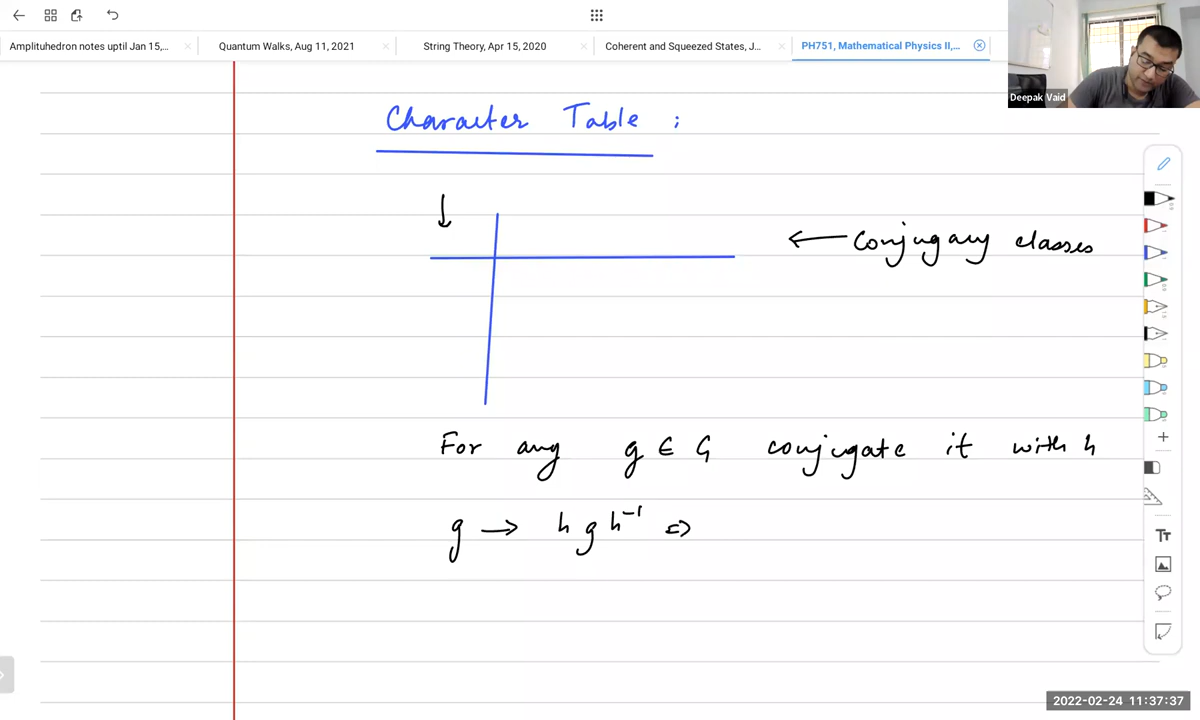 Amplituhedron notes uptil Jan 15,... Quantum Walks, Aug 11, 2021 String Theory, Apr 15, 2020 Coherent and Squeezed States, J... PH751, Mathematical Physics II,...
Deepak Vaid
Character Table :
↓
← Conjugacy classes
For any g ∈ G conjugate it with h
g → h g h⁻¹ ⇒
Tт
2022-02-24 11:37:37